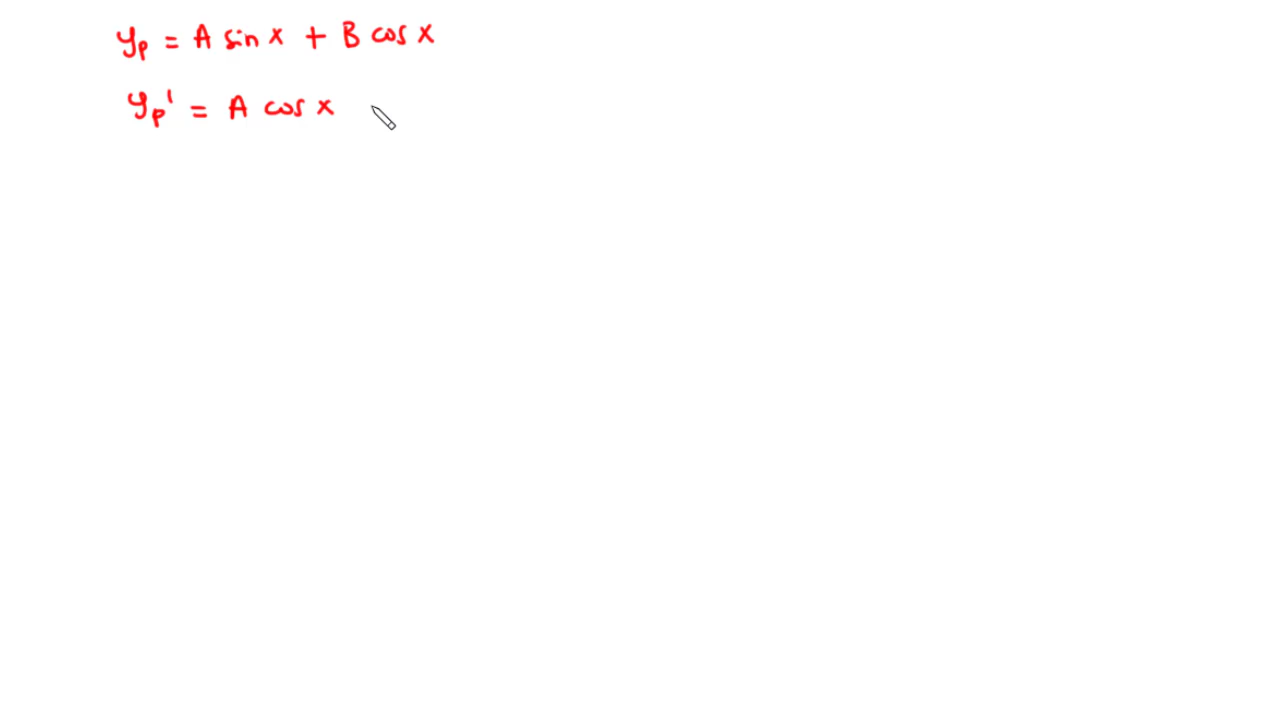 yp = A sin x + B cos x
yp' = A cos x